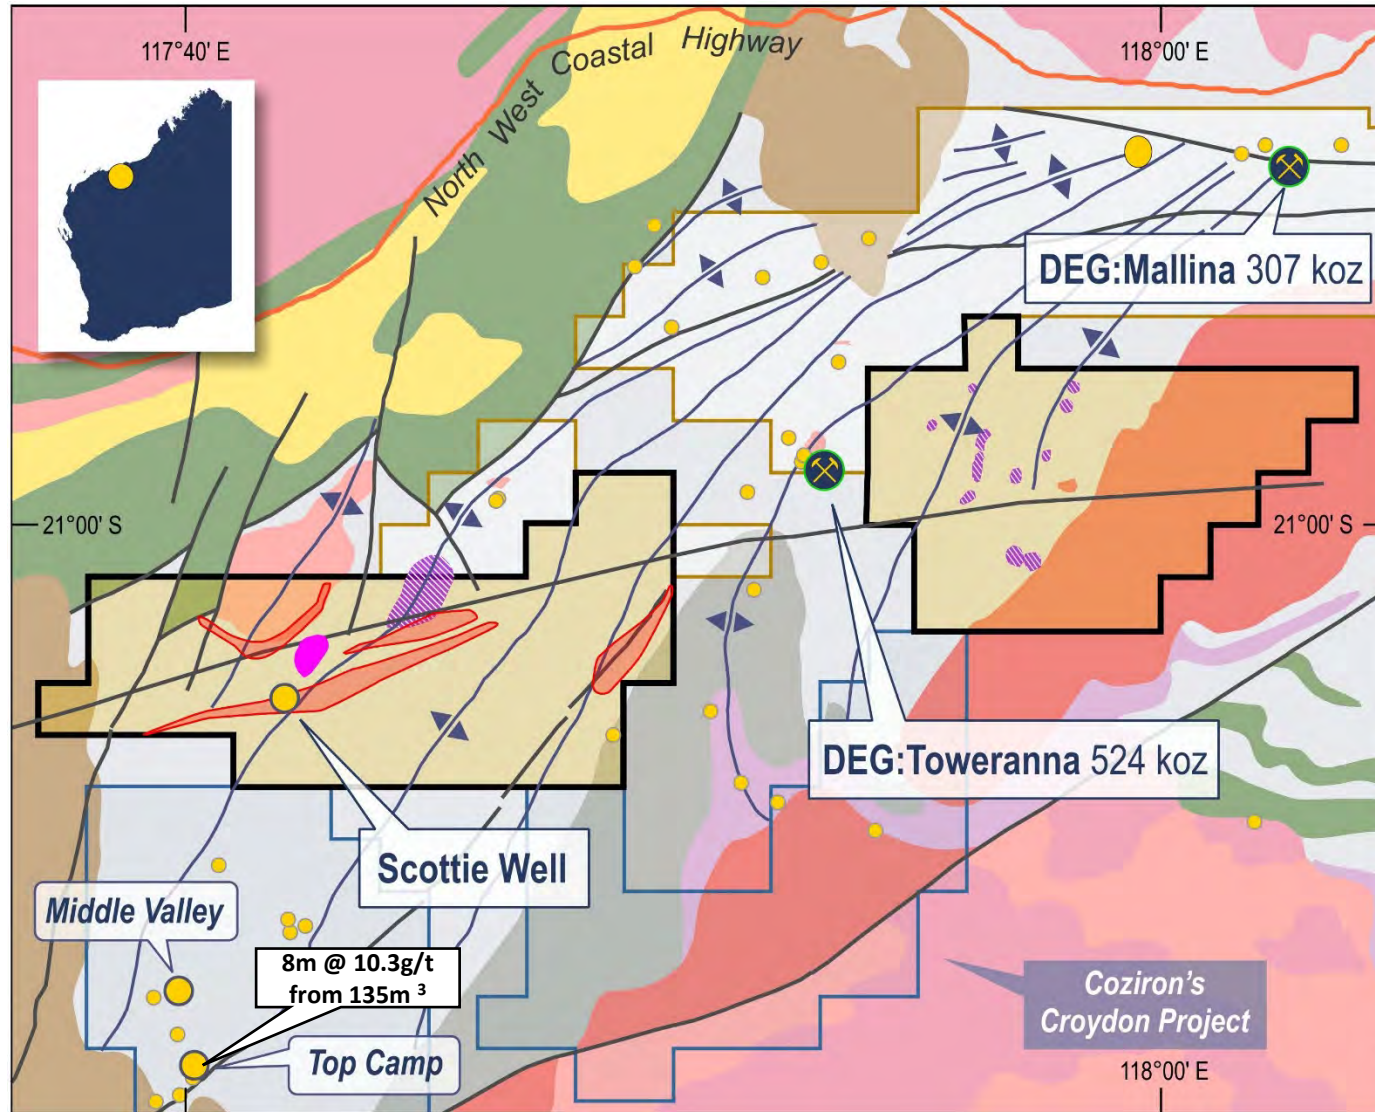 117°40' E
North West Coastal Highway
118°00' E
DEG:Mallina 307 koz
21°00' S
21°00' S
DEG:Toweranna 524 koz
Scottie Well
Middle Valley
8m @ 10.3g/t
from 135m ³
Coziron's
Croydon Project
Top Camp
118°00' E